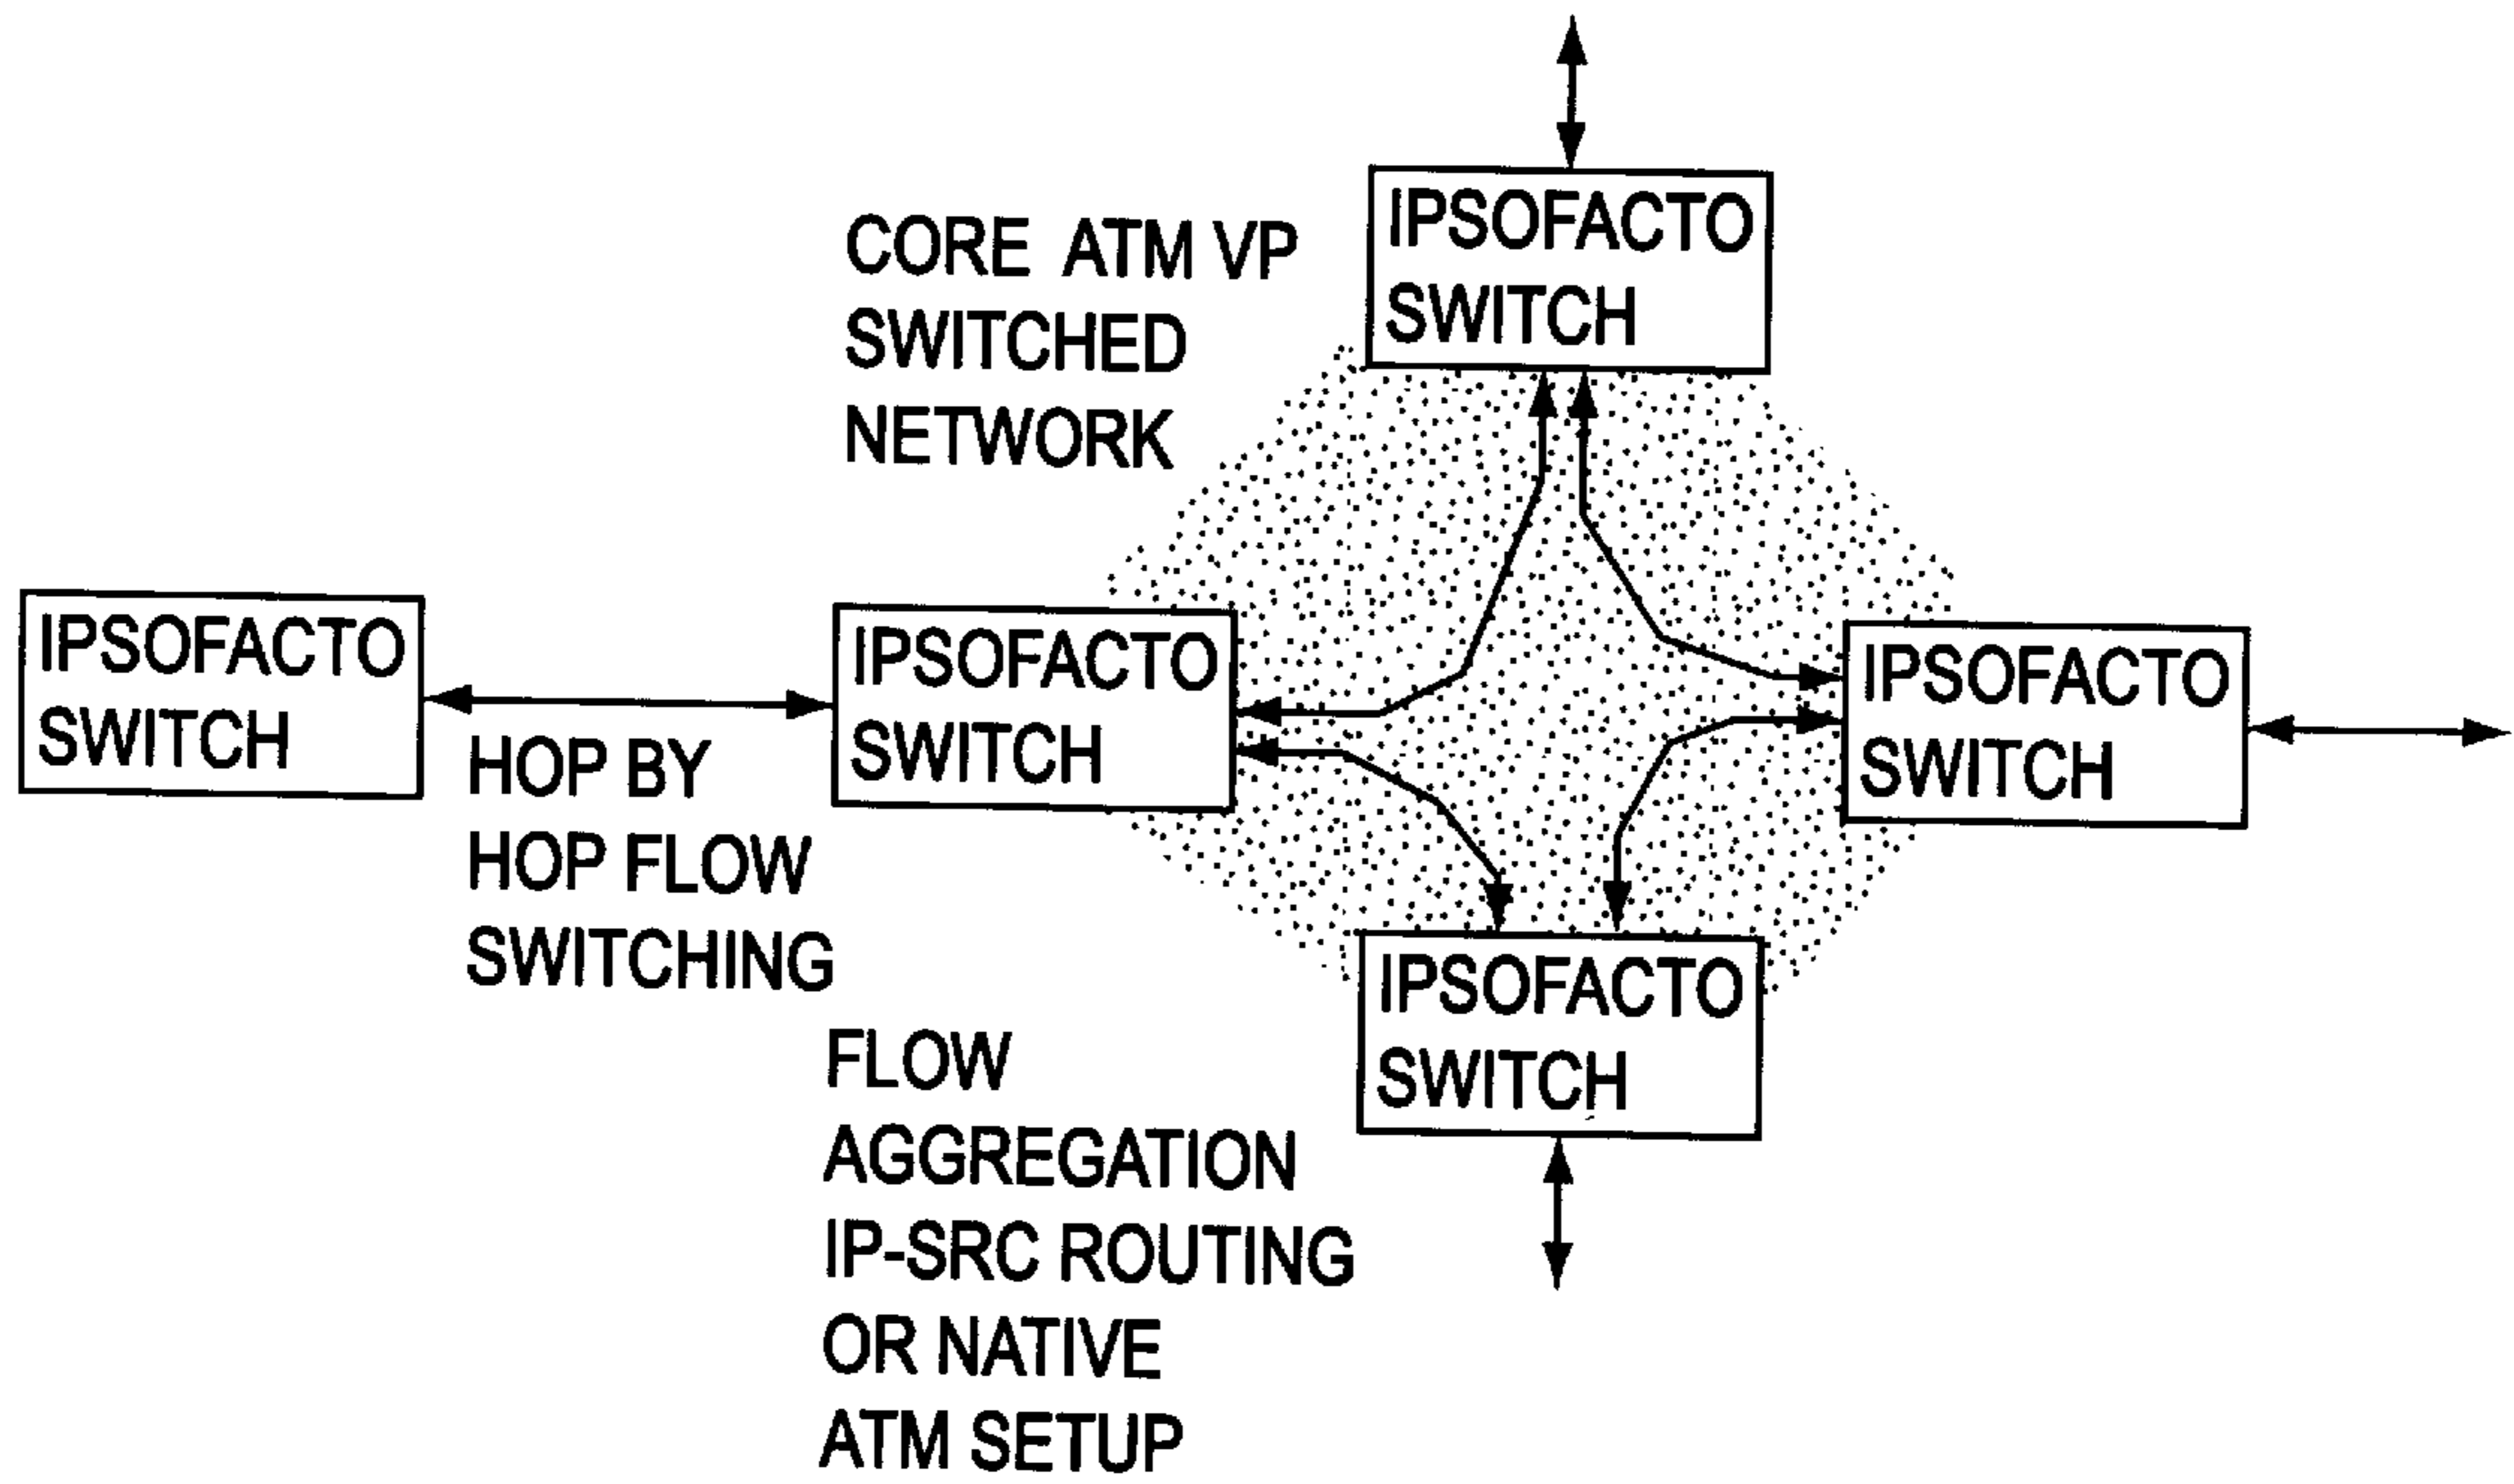 IPSOFACTO
SWITCH
CORE ATM VP
SWITCHED
NETWORK
IPSOFACTO
SWITCH
HOP BY
HOP FLOW
SWITCHING
IPSOFACTO
SWITCH
IPSOFACTO
SWITCH
IPSOFACTO
SWITCH
FLOW
AGGREGATION
IP-SRC ROUTING
OR NATIVE
ATM SETUP